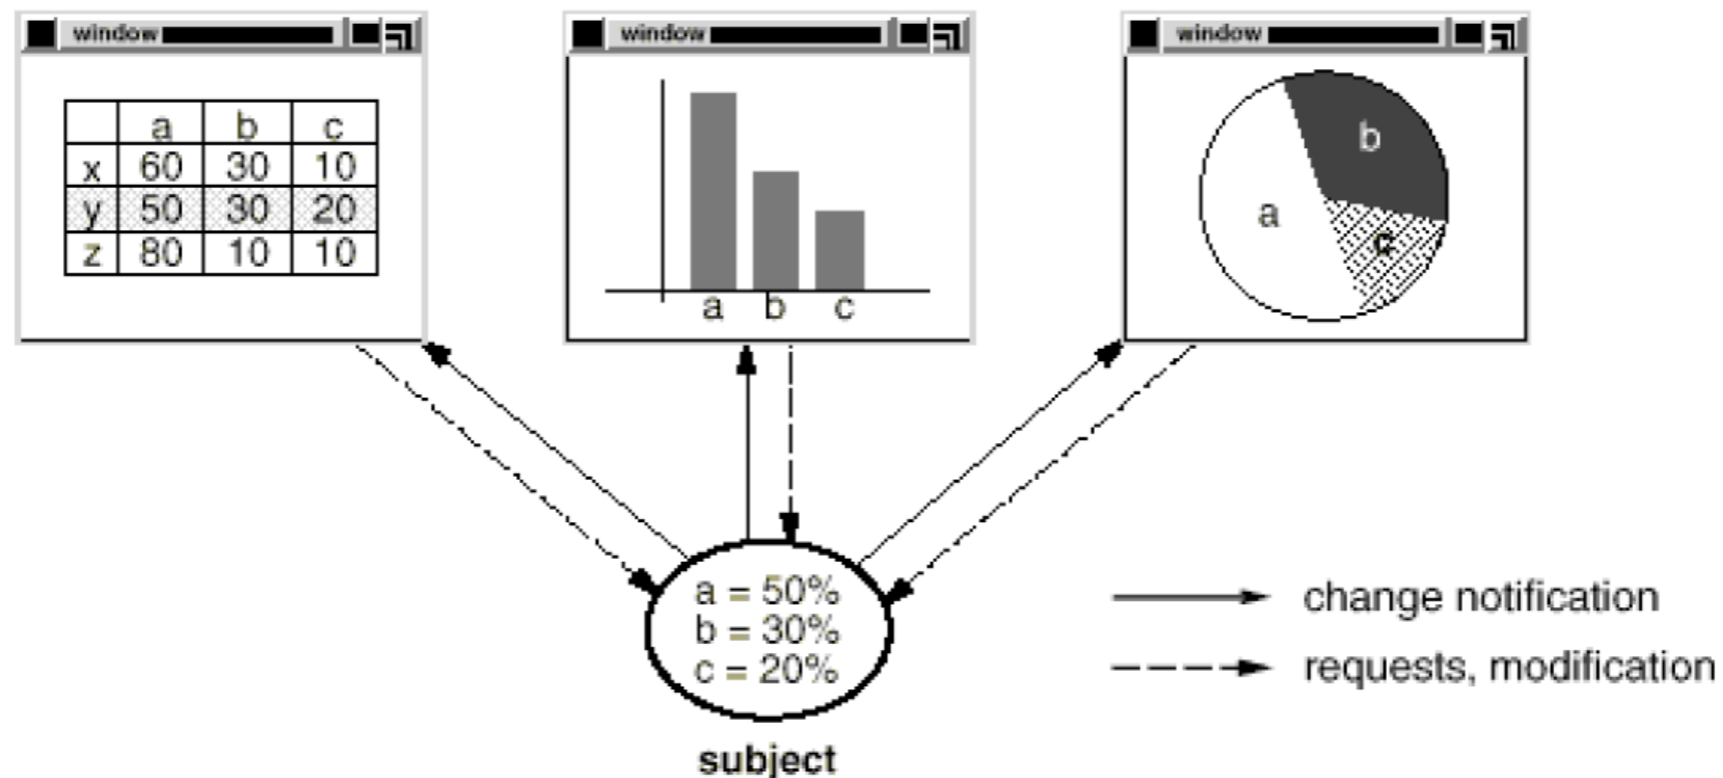 window
a b c
x 60 30 10
y 50 30 20
z 80 10 10
window
a b c
window
b
a
c
a = 50%
b = 30%
c = 20%
subject
change notification
requests, modification